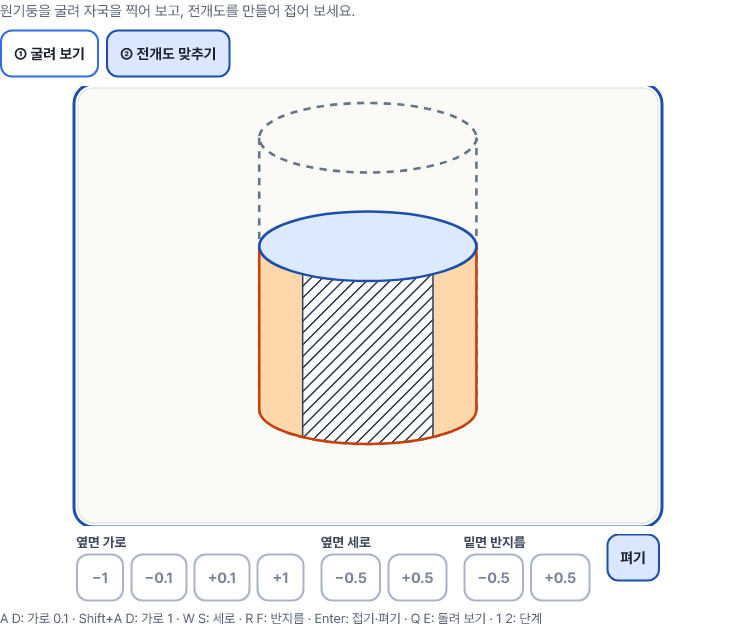 원기둥을 굴려 자국을 찍어 보고, 전개도를 만들어 접어 보세요.
① 굴려 보기 ② 전개도 맞추기
옆면 가로 옆면 세로 밑면 반지름
−1 −0.1 +0.1 +1 −0.5 +0.5 −0.5 +0.5 펴기
A D: 가로 0.1 · Shift+A D: 가로 1 · W S: 세로 · R F: 반지름 · Enter: 접기·펴기 · Q E: 돌려 보기 · 1 2: 단계